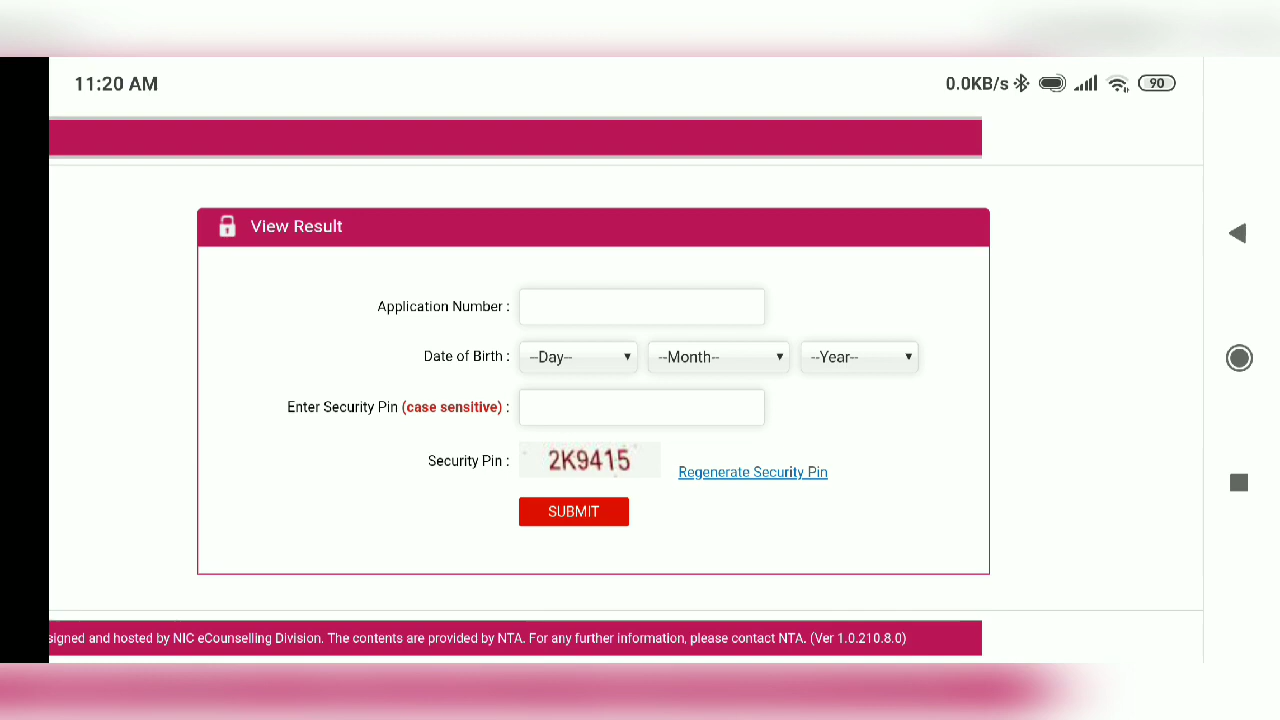 11:20 AM 0.0KB/s 90
View Result
Application Number :
Date of Birth : --Day-- --Month-- --Year--
Enter Security Pin (case sensitive) :
Security Pin : 2K9415 Regenerate Security Pin
SUBMIT
signed and hosted by NIC eCounselling Division. The contents are provided by NTA. For any further information, please contact NTA. (Ver 1.0.210.8.0)